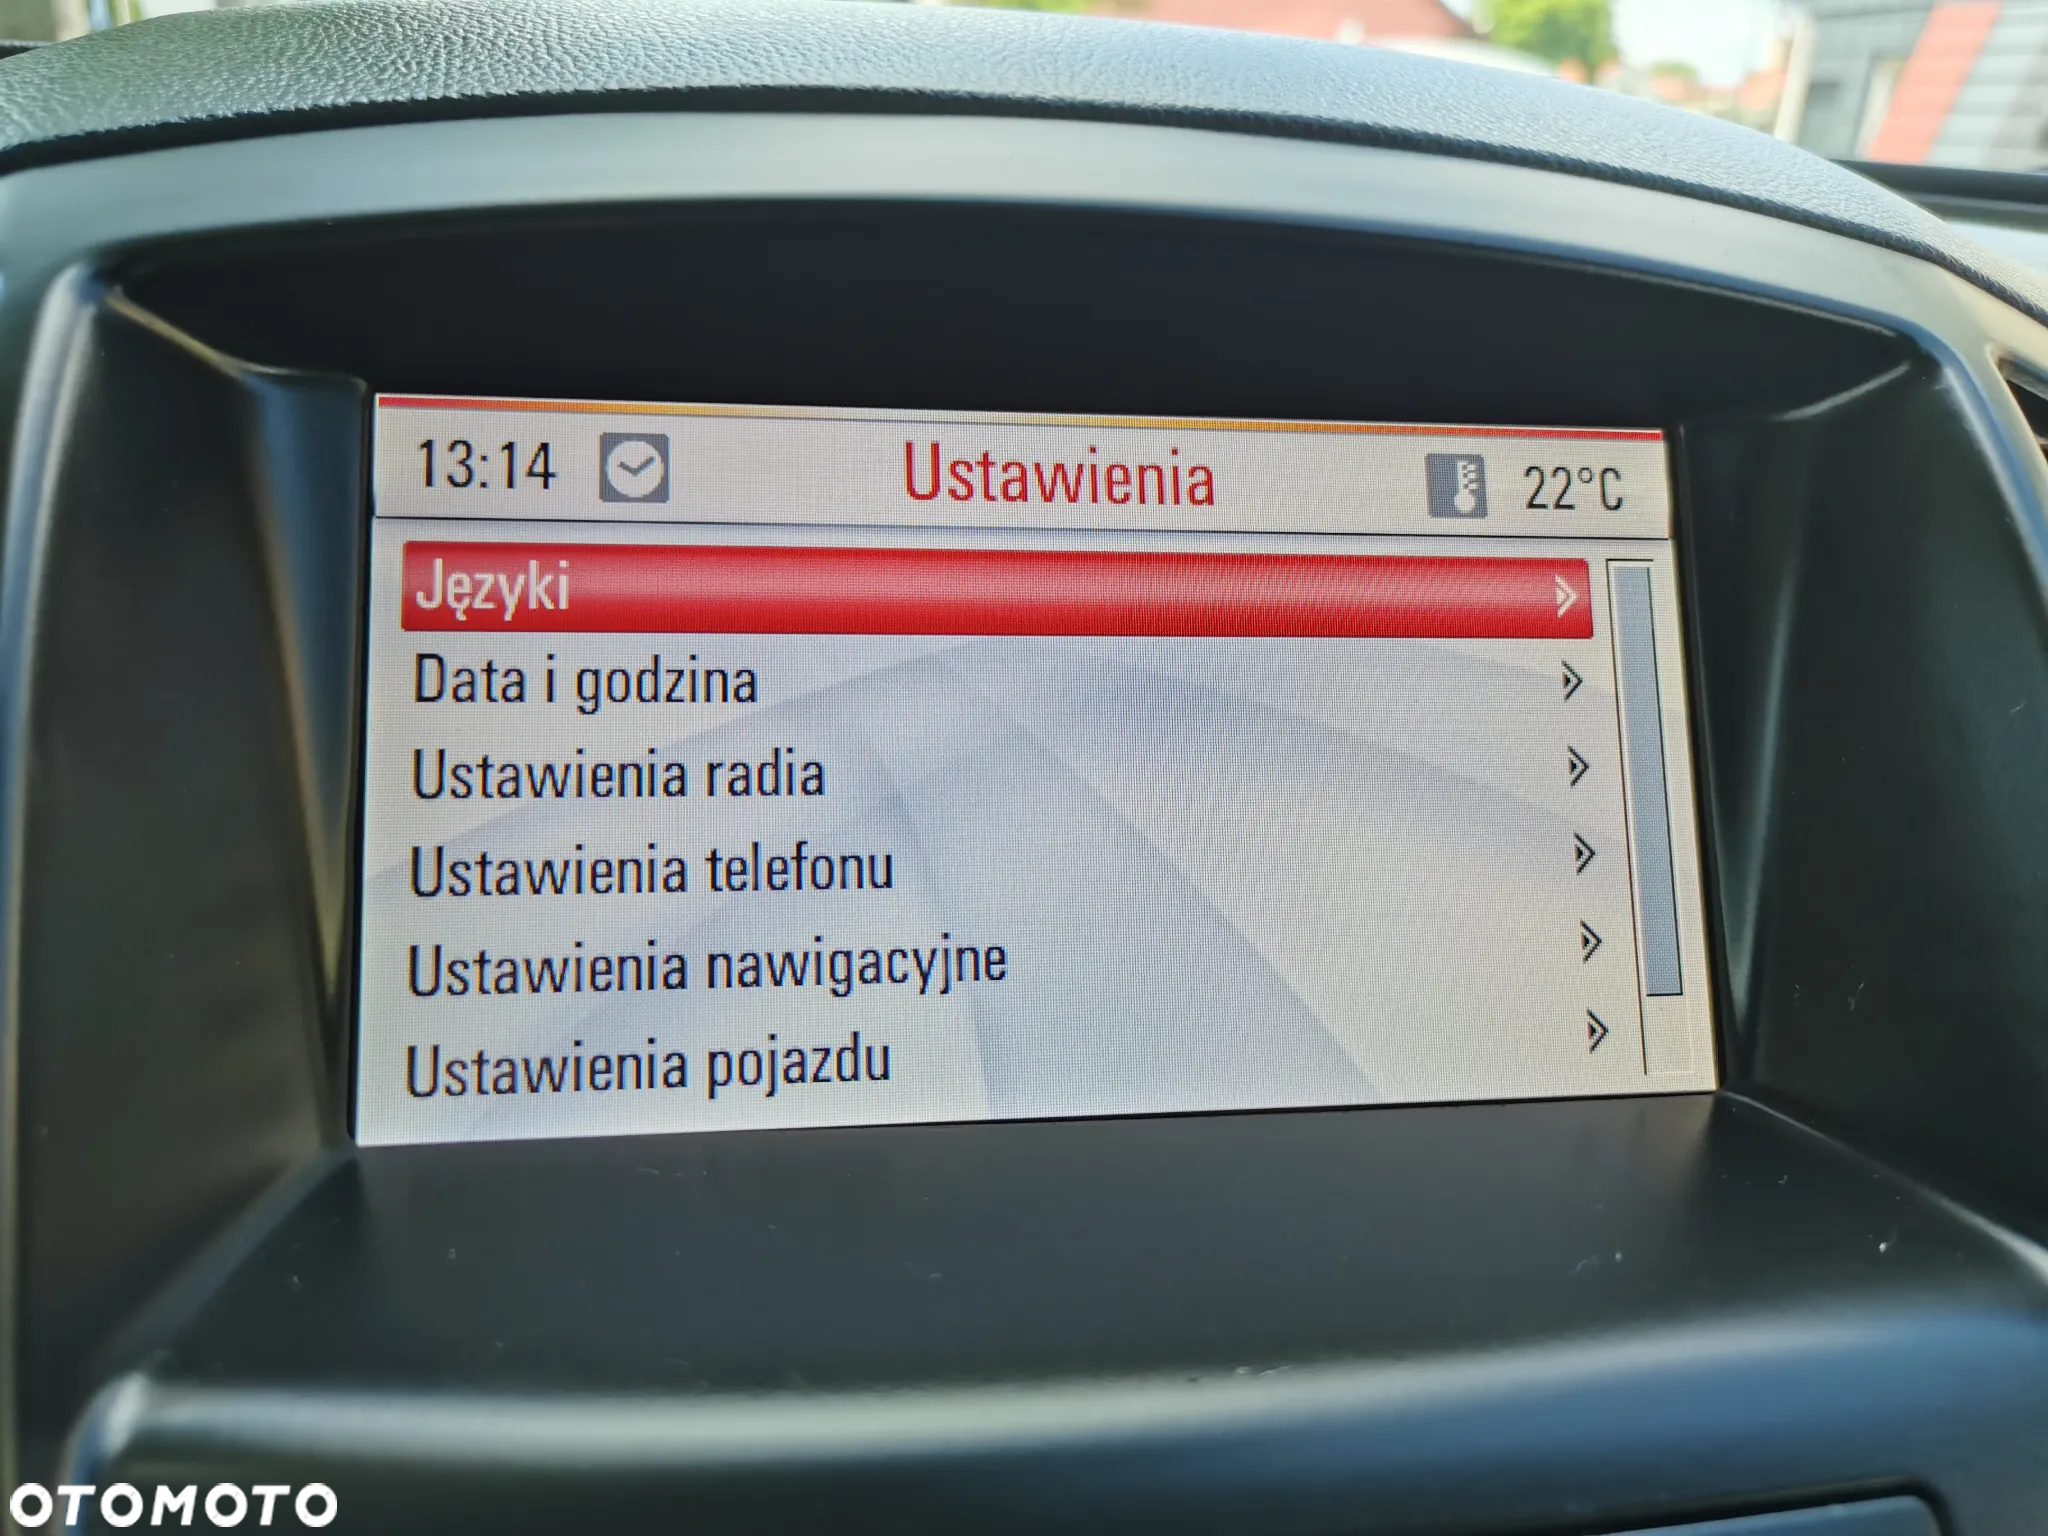 13:14 Ustawienia 22°C
Języki
Data i godzina
Ustawienia radia
Ustawienia telefonu
Ustawienia nawigacyjne
Ustawienia pojazdu
OTOMOTO